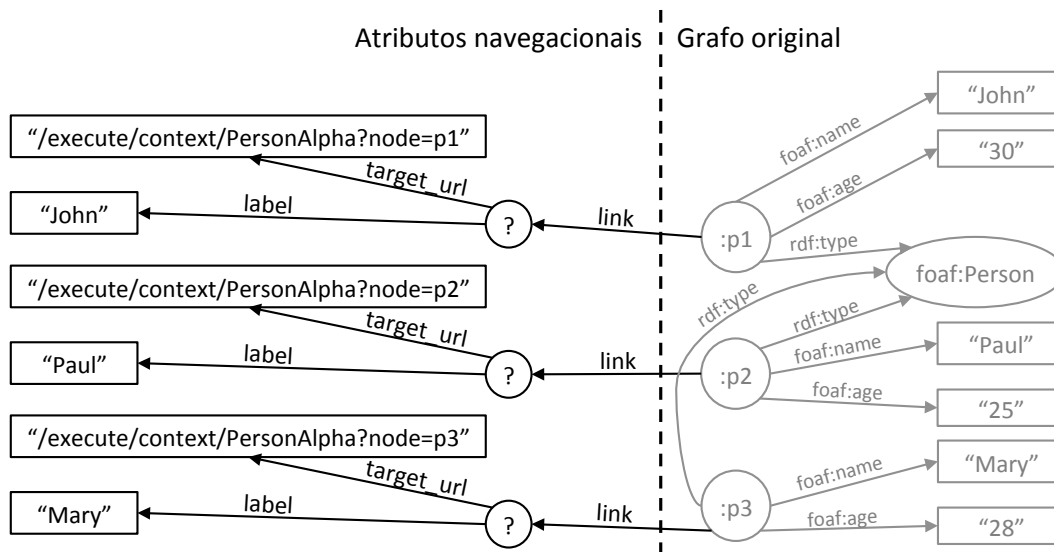 Atributos navegacionais
Grafo original
“John”
foaf:name
“/execute/context/PersonAlpha?node=p1”
“30”
target_url
foaf:age
“John”
label
?
link
:p1
rdf:type
foaf:Person
“/execute/context/PersonAlpha?node=p2”
rdf:type
rdf:type
target_url
foaf:name
“Paul”
“Paul”
label
?
link
:p2
foaf:age
“25”
“/execute/context/PersonAlpha?node=p3”
“Mary”
target_url
foaf:name
“Mary”
label
?
link
:p3
foaf:age
“28”